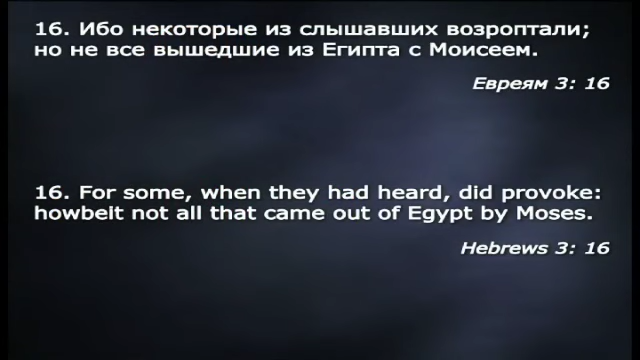 16. Ибо некоторые из слышавших возроптали;
но не все вышедшие из Египта с Моисеем.
Евреям 3: 16
16. For some, when they had heard, did provoke:
howbeit not all that came out of Egypt by Moses.
Hebrews 3: 16